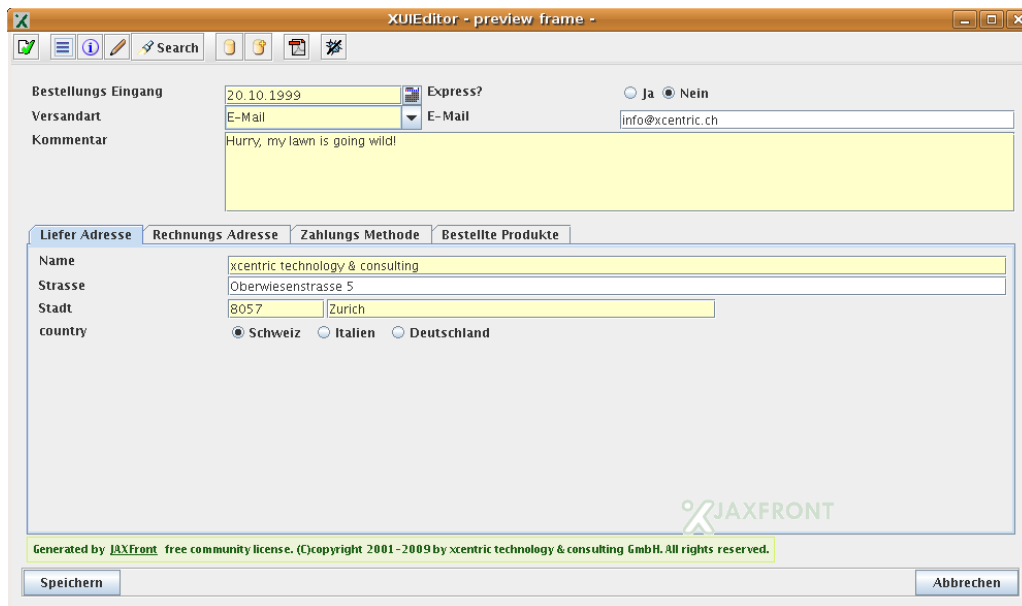 XUIEditor - preview frame -
Search
Bestellungs Eingang 20.10.1999 Express? Ja Nein
Versandart E-Mail E-Mail info@xcentric.ch
Kommentar Hurry, my lawn is going wild!
Liefer Adresse Rechnungs Adresse Zahlungs Methode Bestellte Produkte
Name xcentric technology & consulting
Strasse Oberwiesenstrasse 5
Stadt 8057 Zurich
country Schweiz Italien Deutschland
JAXFRONT
Generated by JAXFront free community license. (C)copyright 2001-2009 by xcentric technology & consulting GmbH. All rights reserved.
Speichern Abbrechen